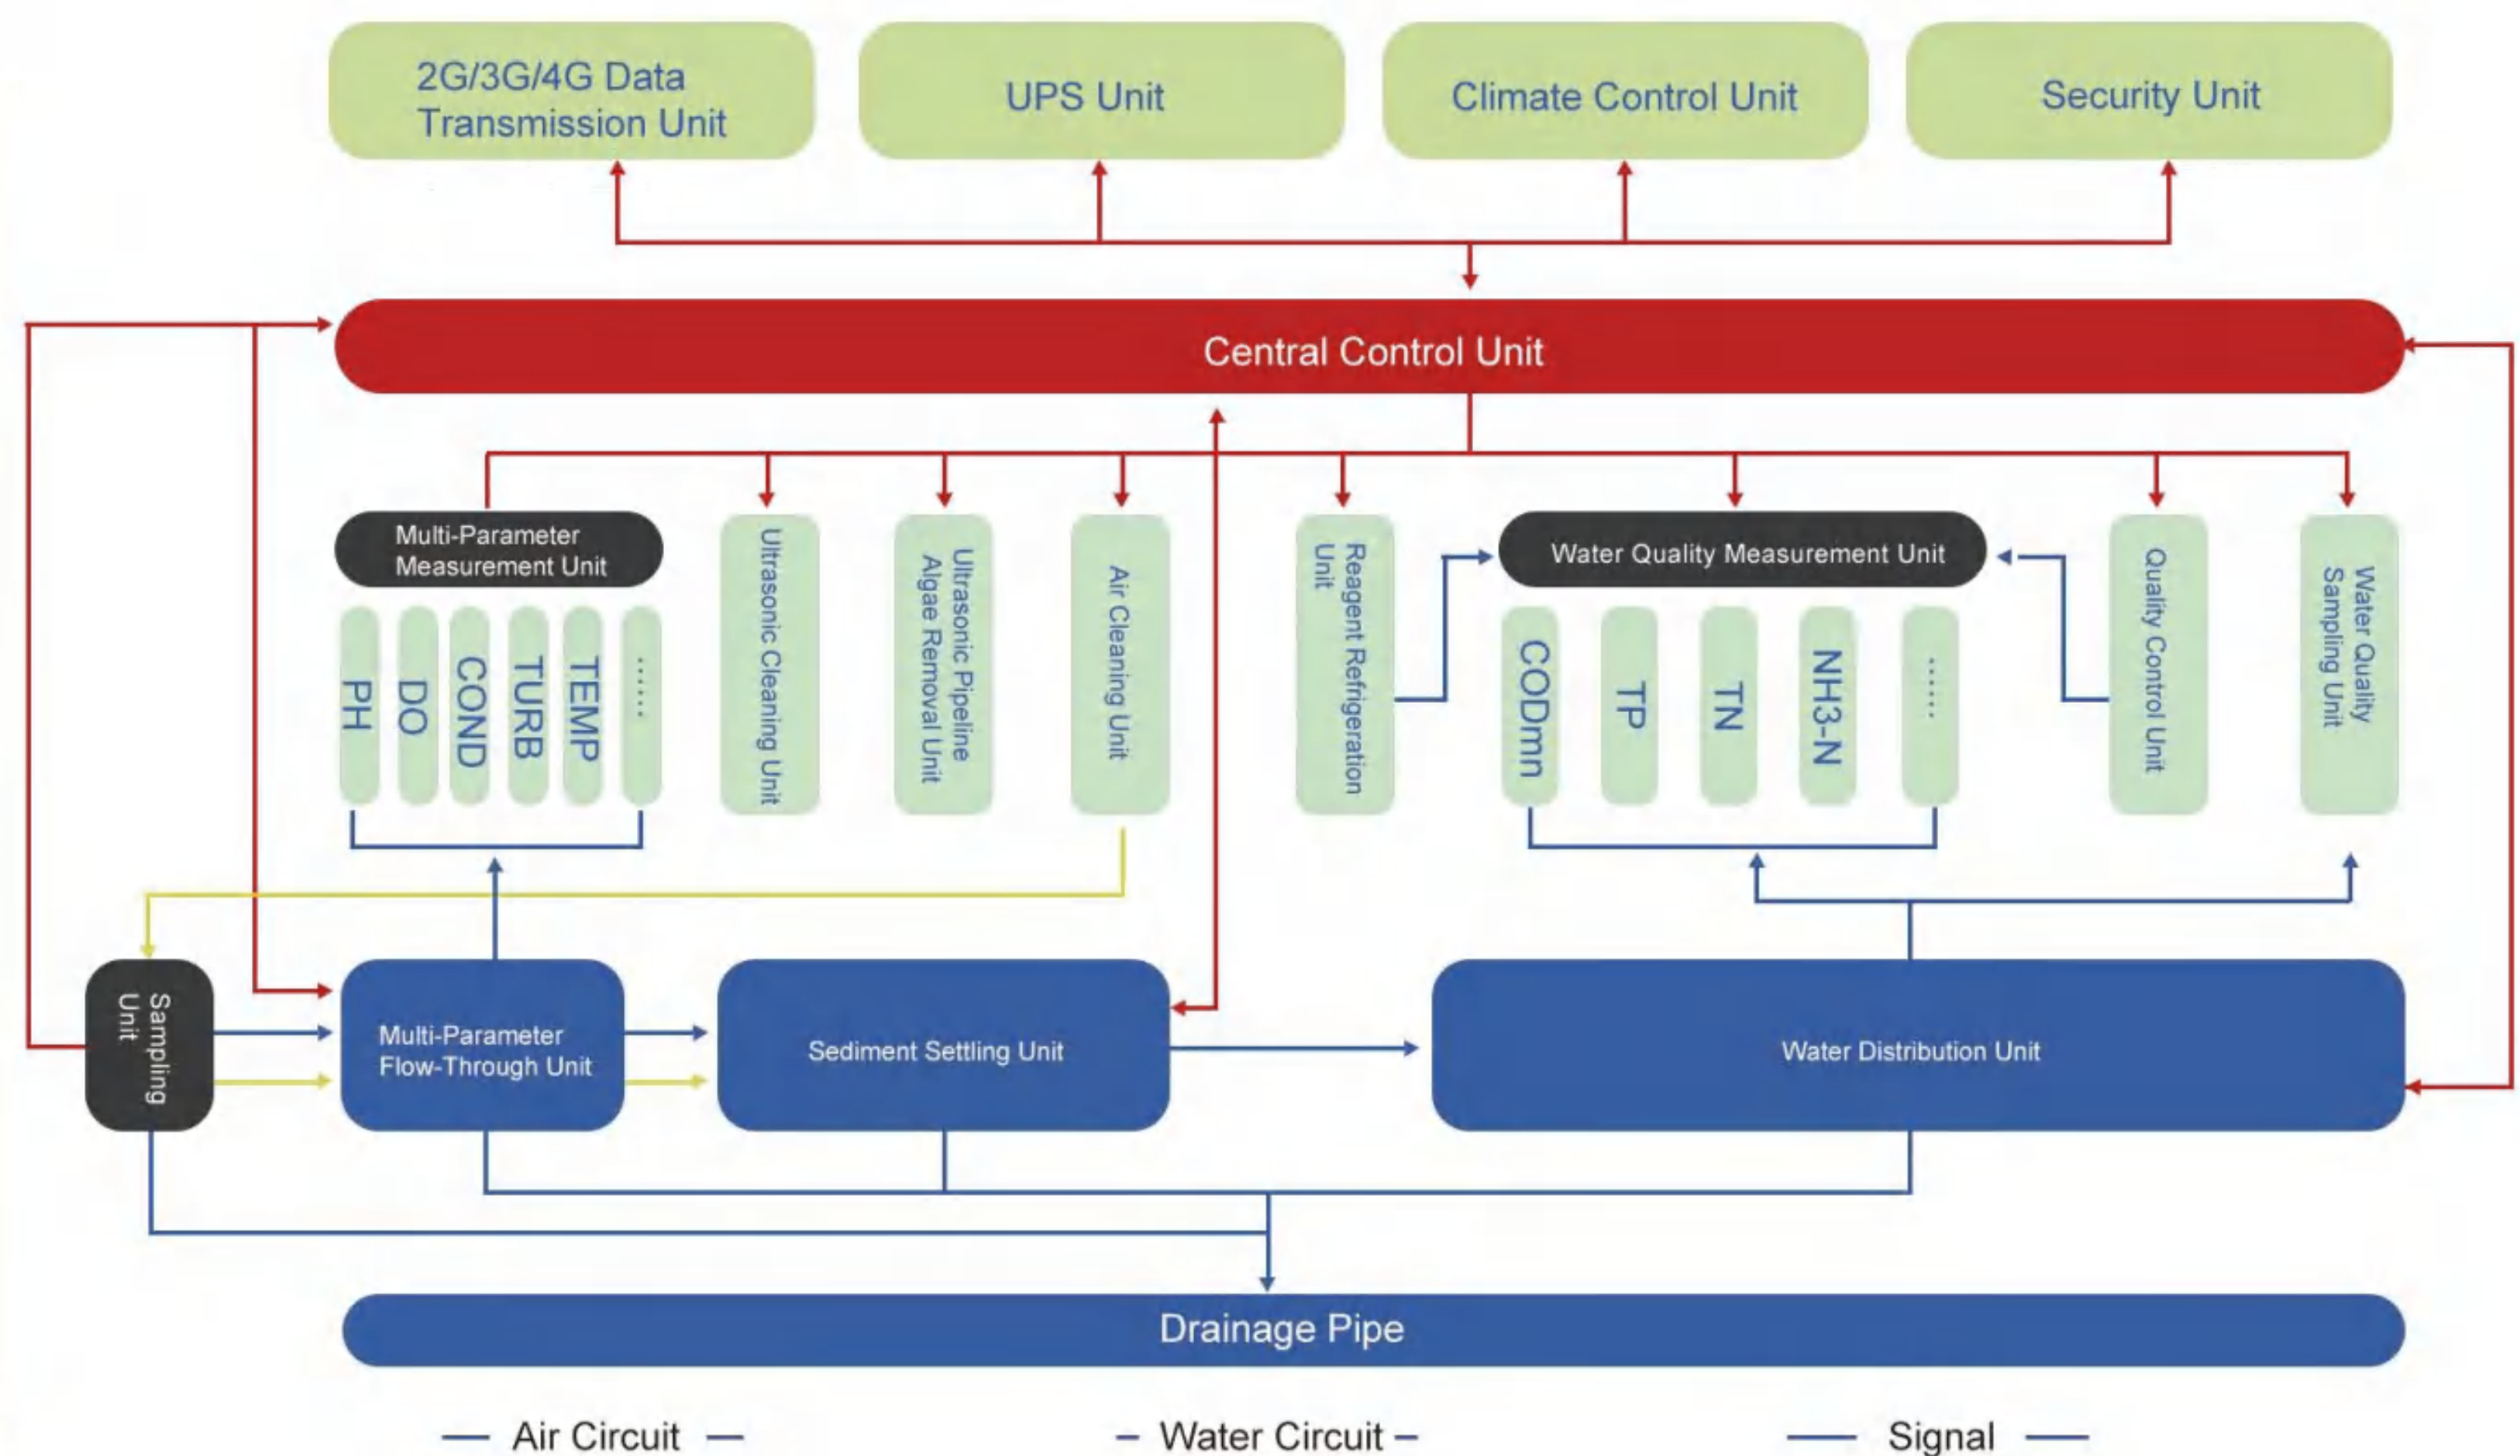 2G/3G/4G Data
Transmission Unit
UPS Unit
Climate Control Unit
Security Unit
Central Control Unit
Multi-Parameter
Measurement Unit
PH
DO
COND
TURB
TEMP
......
Ultrasonic Cleaning Unit
Ultrasonic Pipeline
Algae Removal Unit
Air Cleaning Unit
Reagent Refrigeration
Unit
Water Quality Measurement Unit
CODmn
TP
TN
NH3-N
......
Quality Control Unit
Water Quality
Sampling Unit
Sampling
Unit
Multi-Parameter
Flow-Through Unit
Sediment Settling Unit
Water Distribution Unit
Drainage Pipe
Air Circuit
Water Circuit
Signal